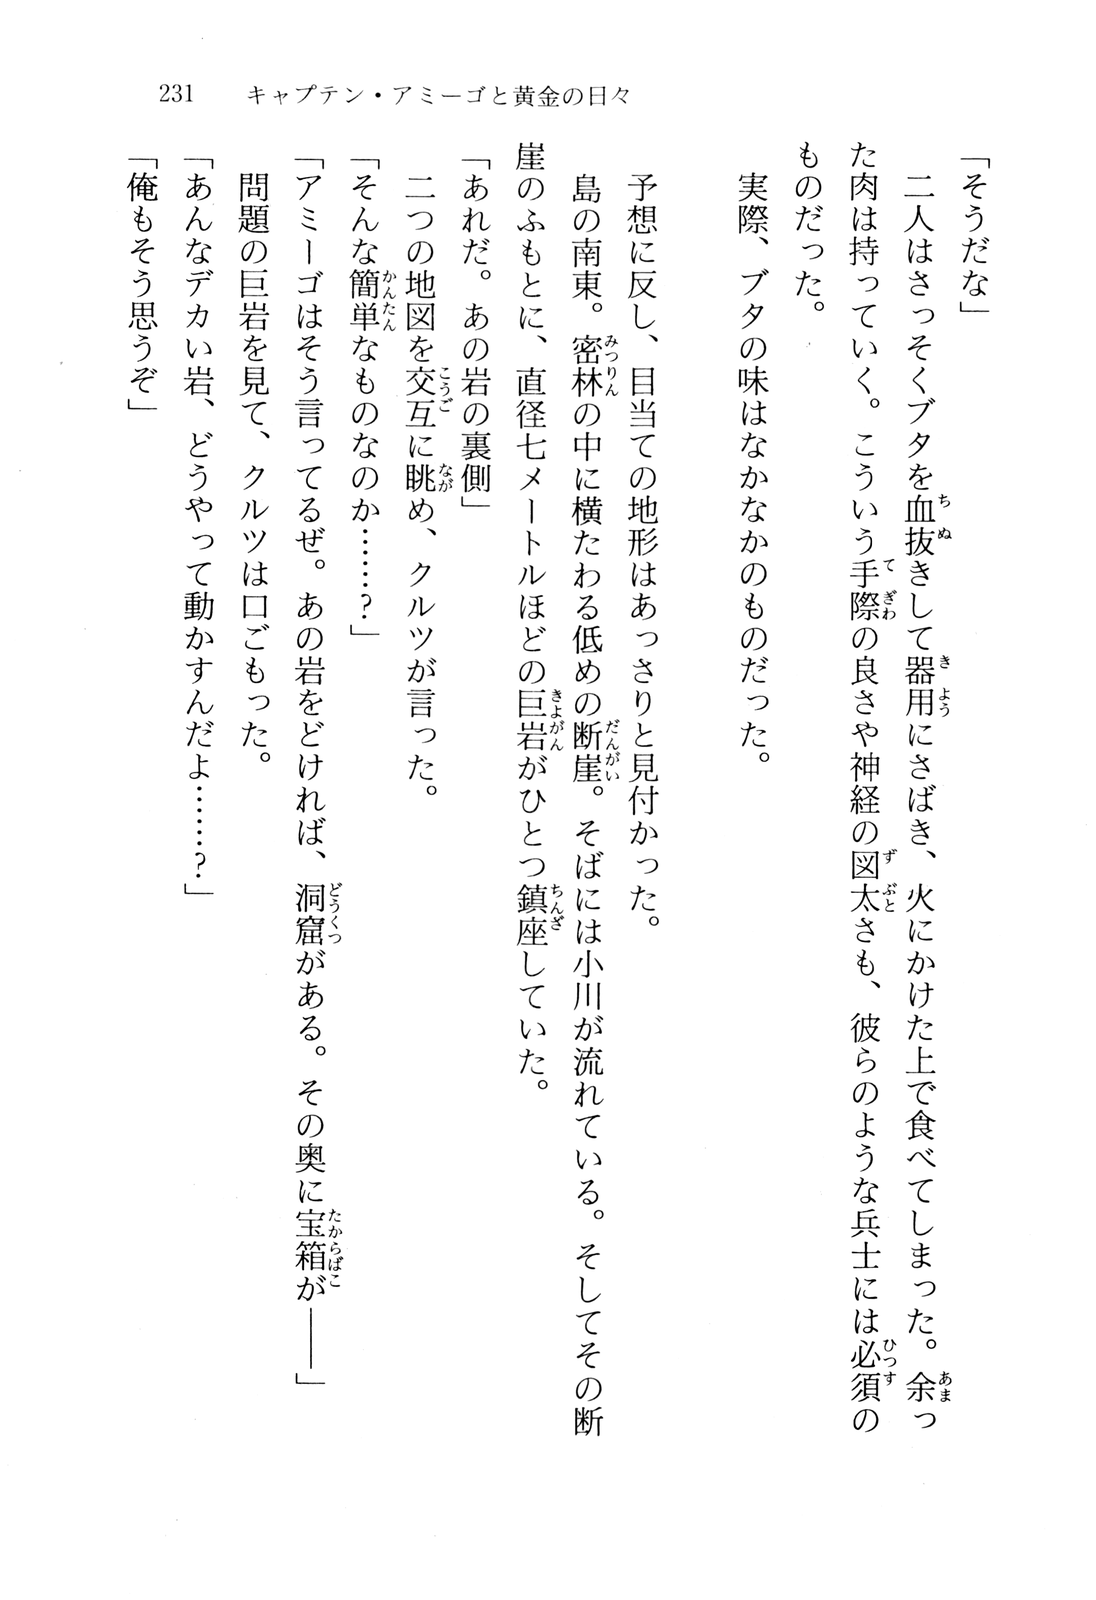 231　キャプテン・アミーゴと黄金の日々
「そうだな」
　二人はさっそくブタを血抜きして器用にさばき、火にかけた上で食べてしまった。余っ
た肉は持っていく。こういう手際の良さや神経の図太さも、彼らのような兵士には必須の
ものだった。
　実際、ブタの味はなかなかのものだった。
　予想に反し、目当ての地形はあっさりと見付かった。
　島の南東。密林の中に横たわる低めの断崖。そばには小川が流れている。そしてその断
崖のふもとに、直径七メートルほどの巨岩がひとつ鎮座していた。
「あれだ。あの岩の裏側」
　二つの地図を交互に眺め、クルツが言った。
「そんな簡単なものなのか……？」
「アミーゴはそう言ってるぜ。あの岩をどければ、洞窟がある。その奥に宝箱が――」
　問題の巨岩を見て、クルツは口ごもった。
「あんなデカい岩、どうやって動かすんだよ……？」
「俺もそう思うぞ」